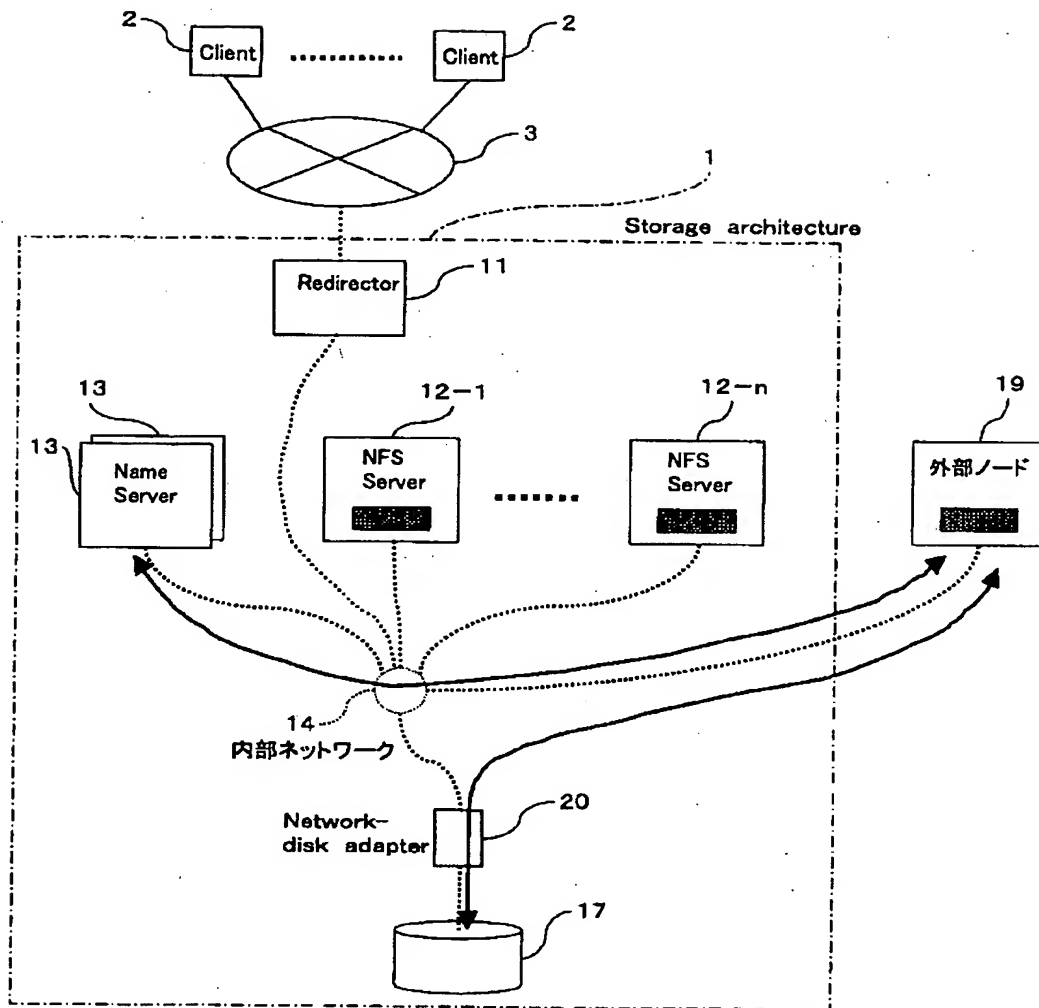 2
2
Client
Client
3
1
Storage architecture
Redirector
11
13
13
12-1
12-n
19
Name
Server
NFS
Server
NFS
Server
外部ノード
14
内部ネットワーク
20
Network-
disk adapter
17